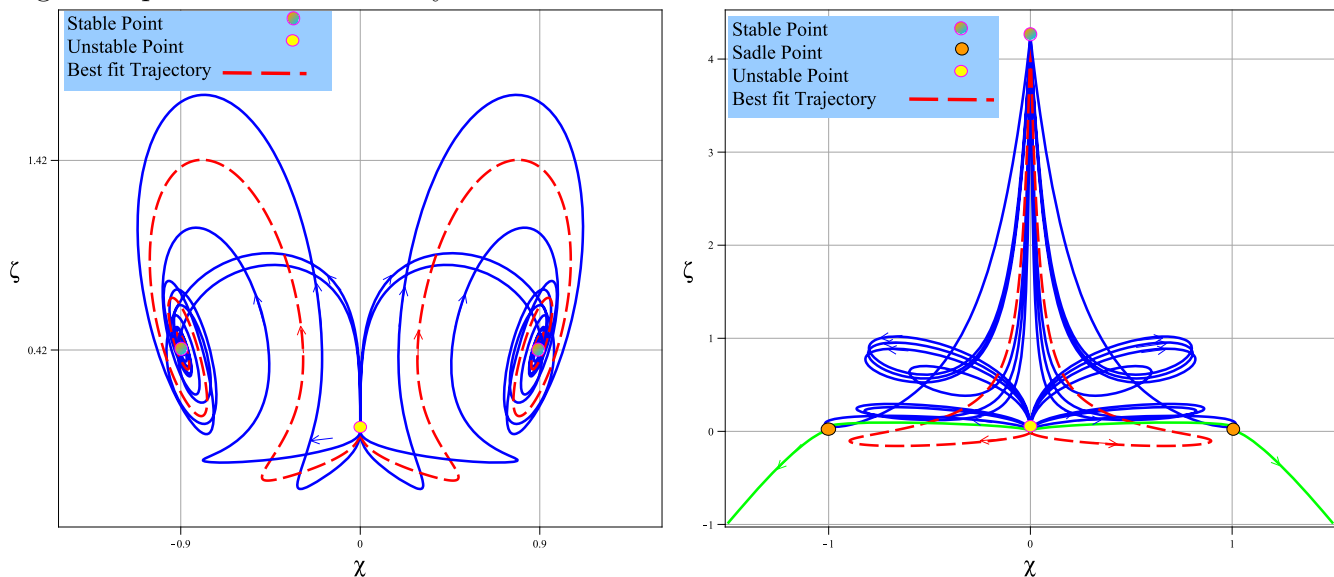 Stable Point
Unstable Point
Best fit Trajectory
ζ
1.42
0.42
-0.9
0
0.9
χ
Stable Point
Sadle Point
Unstable Point
Best fit Trajectory
ζ
4
3
2
1
0
-1
-1
0
1
χ